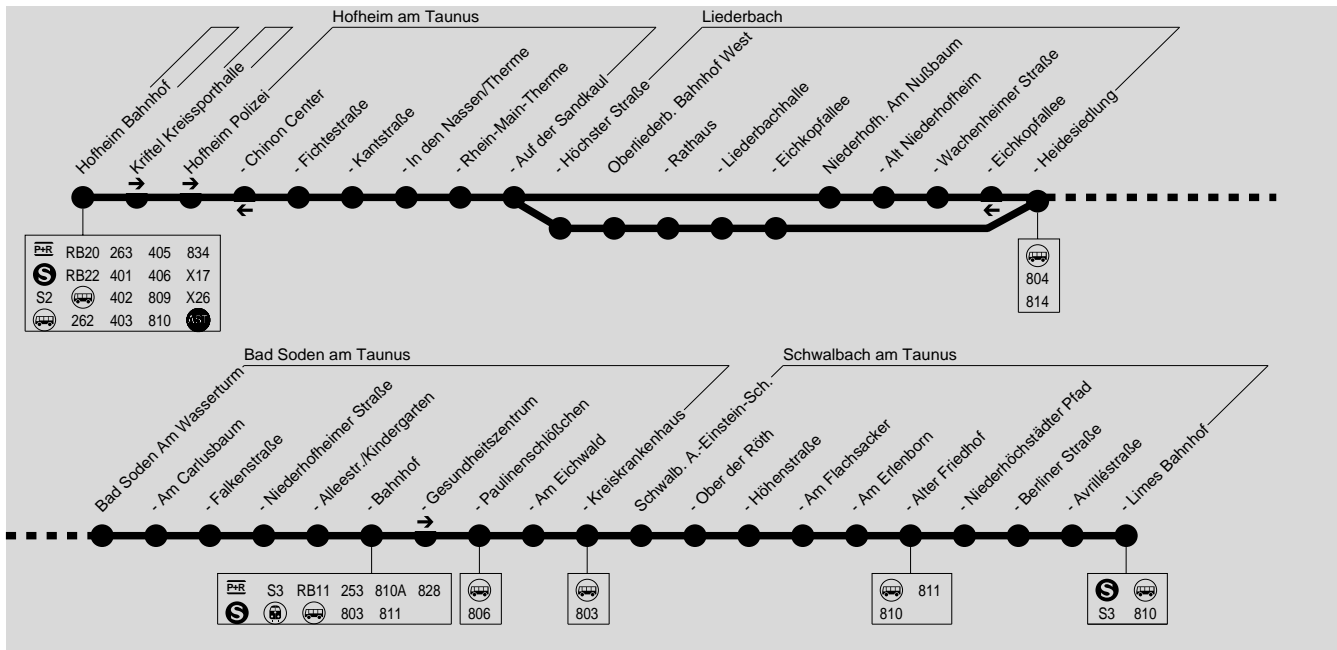 Hofheim am Taunus
Liederbach
Hofheim Bahnhof
Kriftel Kreissporthalle
Hofheim Polizei
- Chinon Center
- Fichtestraße
- Kantstraße
- In den Nassen/Therme
- Rhein-Main-Therme
- Auf der Sandkaul
- Höchster Straße
Oberliederb. Bahnhof West
- Rathaus
- Liederbachhalle
- Eichkopfallee
Niederhofh. Am Nußbaum
- Alt Niederhofheim
- Wachenheimer Straße
- Eichkopfallee
- Heidesiedlung
P+R RB20 263 405 834
S RB22 401 406 X17
S2 402 809 X26
262 403 810 AST
804
814
Bad Soden am Taunus
Schwalbach am Taunus
Bad Soden Am Wasserturm
- Am Carlusbaum
- Falkenstraße
- Niederhofheimer Straße
- Alleestr./Kindergarten
- Bahnhof
- Gesundheitszentrum
- Paulinenschlößchen
- Am Eichwald
- Kreiskrankenhaus
Schwalb. A.-Einstein-Sch.
- Ober der Röth
- Höhenstraße
- Am Flachsacker
- Am Erlenborn
- Alter Friedhof
- Niederhöchstädter Pfad
- Berliner Straße
- Avrilléstraße
- Limes Bahnhof
P+R S3 RB11 253 810A 828
S 803 811
806
803
811
810
S
S3 810